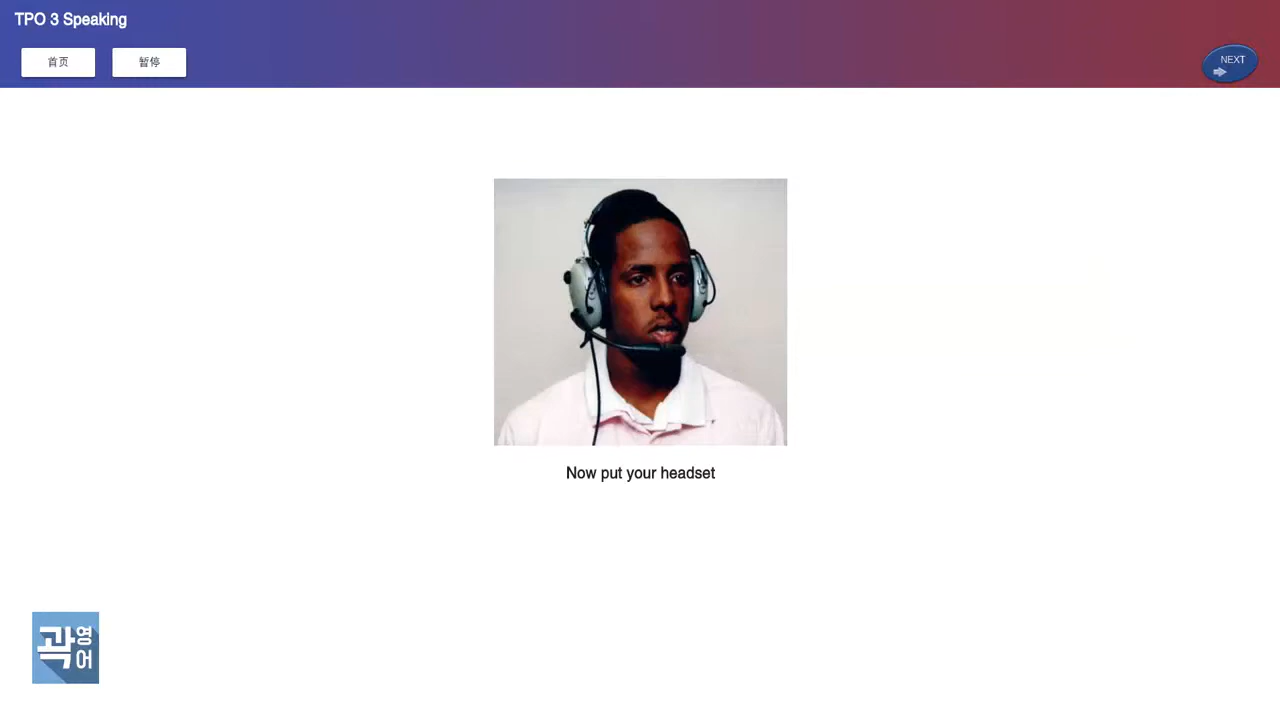 TPO 3 Speaking
首页
暂停
NEXT
Now put your headset
곽영어